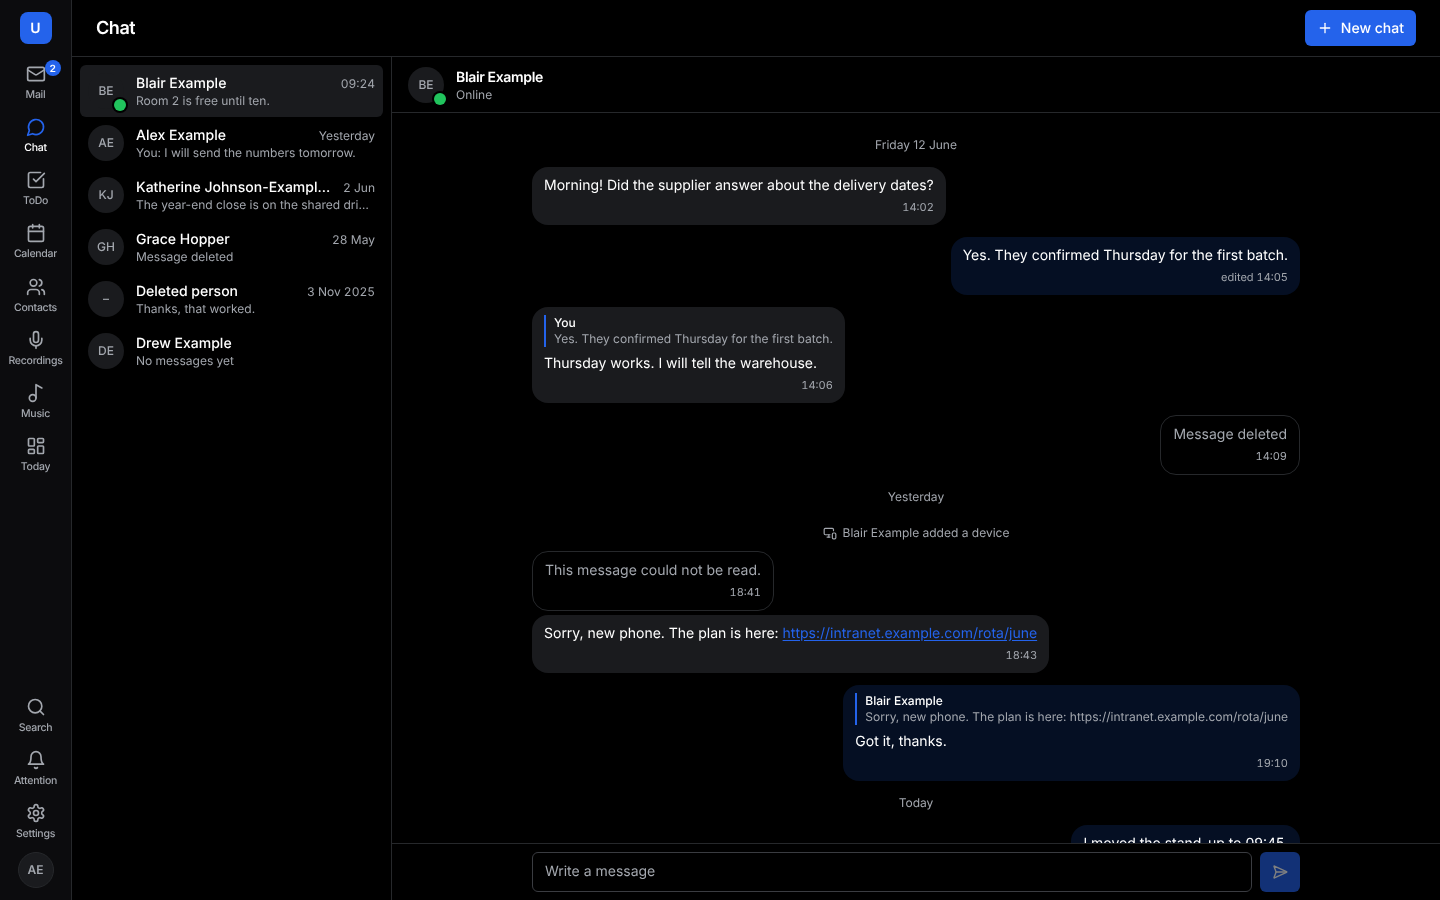 U
Chat
New chat
2
Mail
Chat
ToDo
Calendar
Contacts
Recordings
Music
Today
Search
Attention
Settings
AE
BE
Blair Example
09:24
Room 2 is free until ten.
AE
Alex Example
Yesterday
You: I will send the numbers tomorrow.
KJ
Katherine Johnson-Exampl...
2 Jun
The year-end close is on the shared dri...
GH
Grace Hopper
28 May
Message deleted
–
Deleted person
3 Nov 2025
Thanks, that worked.
DE
Drew Example
No messages yet
BE
Blair Example
Online
Friday 12 June
Morning! Did the supplier answer about the delivery dates?
14:02
Yes. They confirmed Thursday for the first batch.
edited 14:05
You
Yes. They confirmed Thursday for the first batch.
Thursday works. I will tell the warehouse.
14:06
Message deleted
14:09
Yesterday
Blair Example added a device
This message could not be read.
18:41
Sorry, new phone. The plan is here: https://intranet.example.com/rota/june
18:43
Blair Example
Sorry, new phone. The plan is here: https://intranet.example.com/rota/june
Got it, thanks.
19:10
Today
I moved the stand-up to 09:45.
Write a message